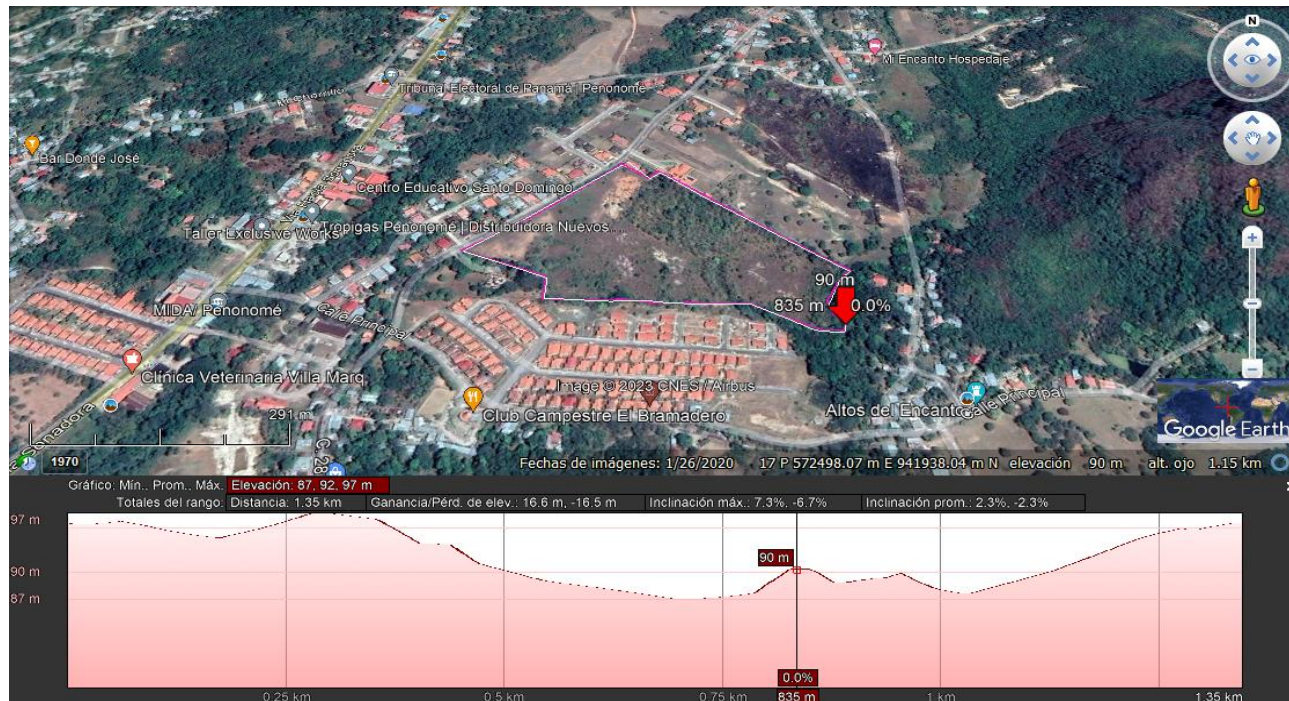 N
Mi Encanto Hospedaje
Tribunal Electoral de Panamá | Penonomé
Bar Donde José
Centro Educativo Santo Domingo
Tropigas Penonomé | Distribuidora Nuevos...
Taller Exclusive Works
90 m
835 m 0.0%
MIDA/ Penonomé
Calle Principal
Clínica Veterinaria Villa Marq
Image © 2023 CNES / Airbus
291 m
Club Campestre El Bramadero
Altos del Encanto
Calle Principal
Google Earth
1970
Fechas de imágenes: 1/26/2020 17 P 572498.07 m E 941938.04 m N elevación 90 m alt. ojo 1.15 km
Gráfico: Mín., Prom., Máx. Elevación: 87, 92, 97 m
Totales del rango: Distancia: 1.35 km Ganancia/Pérd. de elev.: 16.6 m, -16.5 m Inclinación máx.: 7.3%, -6.7% Inclinación prom.: 2.3%, -2.3%
97 m
90 m
90 m
87 m
0.0%
0.25 km 0.5 km 0.75 km 835 m 1 km 1.35 km